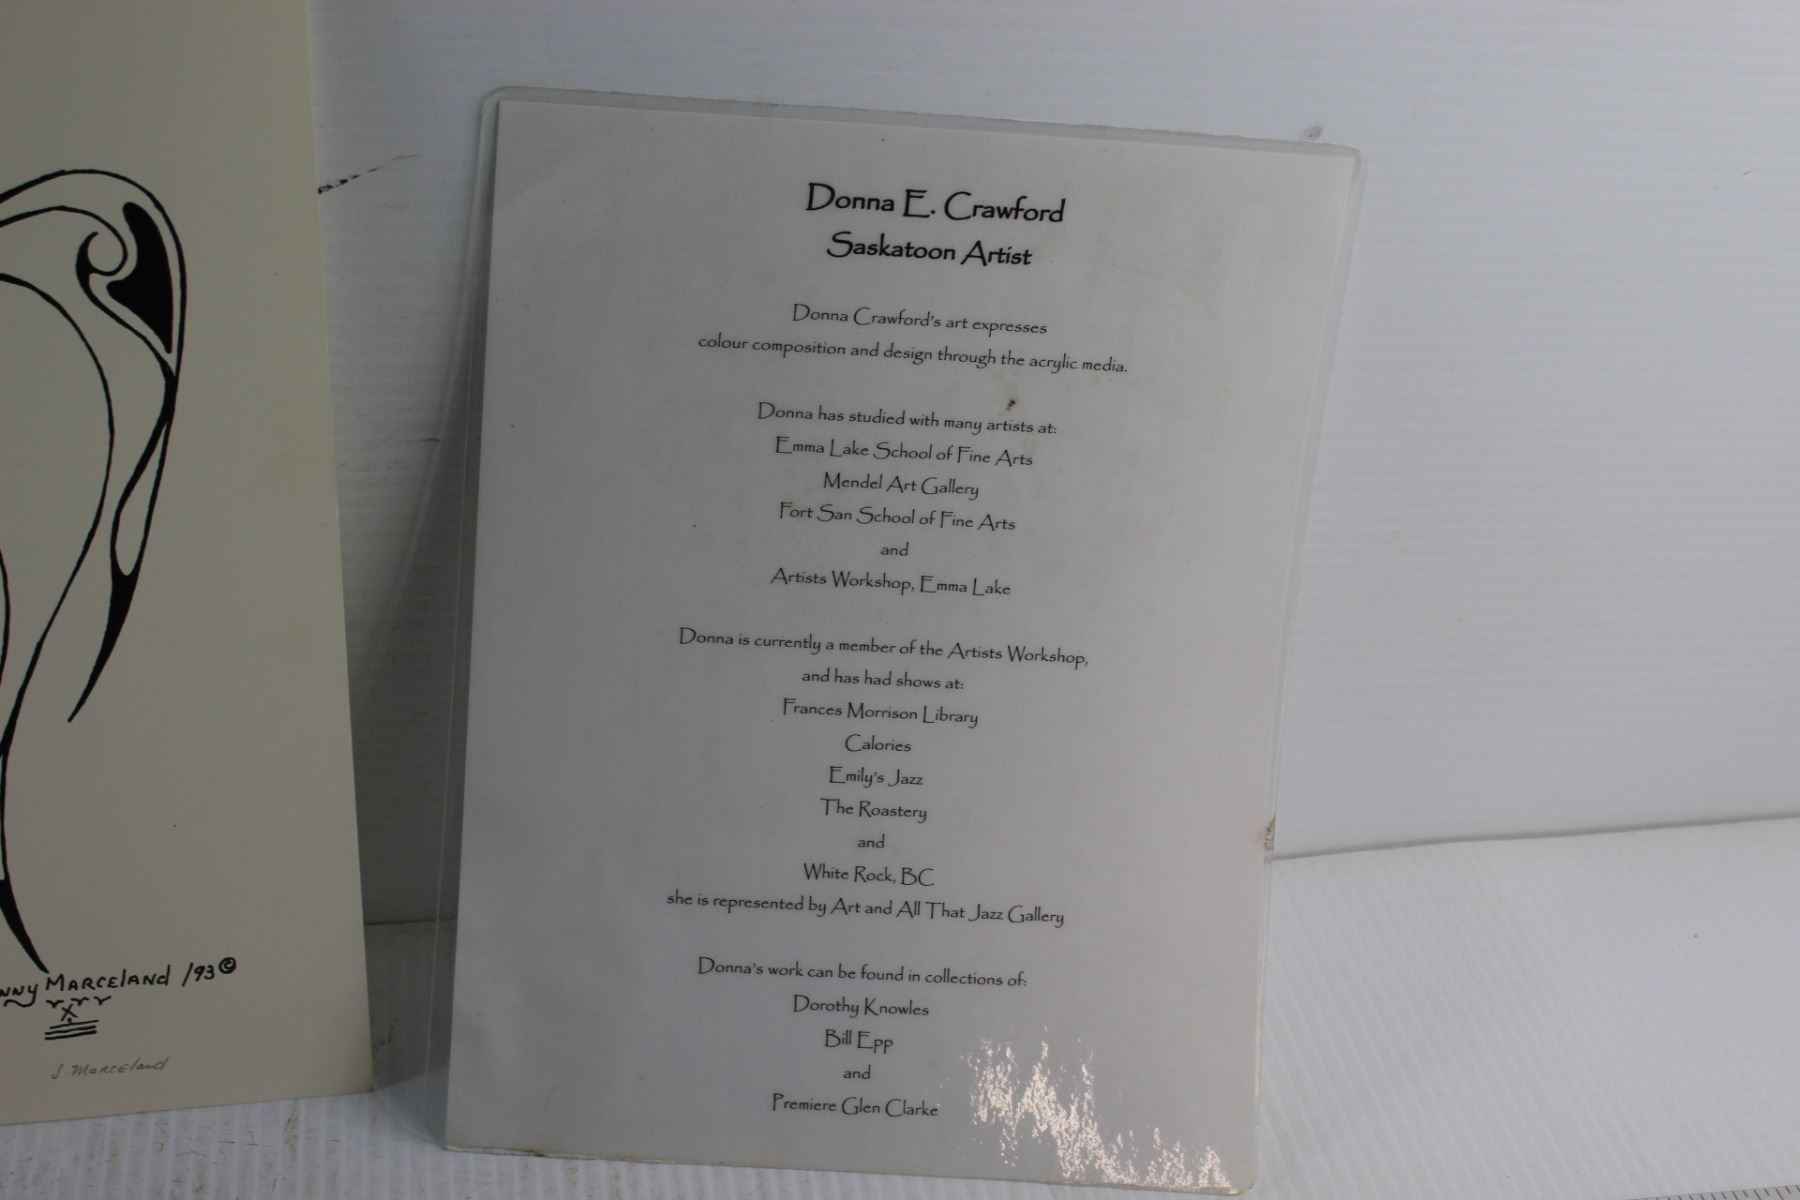 Donna E. Crawford
Saskatoon Artist
Donna Crawford's art expresses
colour composition and design through the acrylic media.
Donna has studied with many artists at:
Emma Lake School of Fine Arts
Mendel Art Gallery
Fort San School of Fine Arts
and
Artists Workshop, Emma Lake
Donna is currently a member of the Artists Workshop,
and has had shows at:
Frances Morrison Library
Calories
Emily's Jazz
The Roastery
and
White Rock, BC
she is represented by Art and All That Jazz Gallery
Donna's work can be found in collections of:
Dorothy Knowles
Bill Epp
and
Premiere Glen Clarke
Marceland /93©
J. Marceland